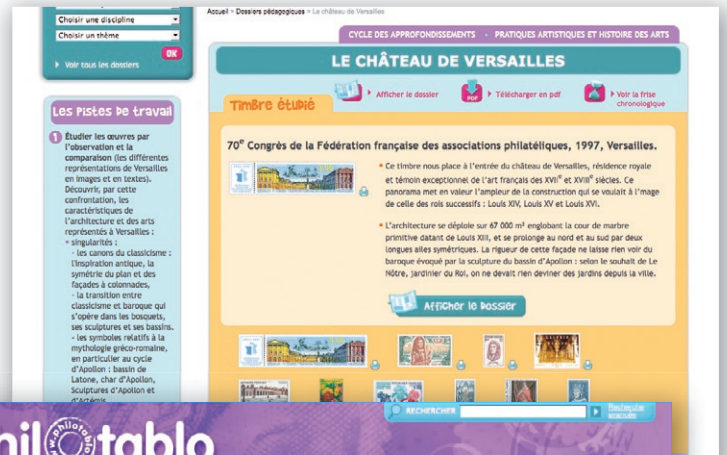 Choisir une discipline
Choisir un thème
OK
Voir tous les dossiers
Accueil > Dossiers pédagogiques > Le château de Versailles
CYCLE DES APPROFONDISSEMENTS - PRATIQUES ARTISTIQUES ET HISTOIRE DES ARTS
LE CHÂTEAU DE VERSAILLES
Afficher le dossier
PDF
Télécharger en pdf
Voir la frise
chronologique
Timbre étudié
70e Congrès de la Fédération française des associations philatéliques, 1997, Versailles.
• Ce timbre nous place à l'entrée du château de Versailles, résidence royale
et témoin exceptionnel de l'art français des XVIIe et XVIIIe siècles. Ce
panorama met en valeur l'ampleur de la construction qui se voulait à l'mage
de celle des rois successifs : Louis XIV, Louis XV et Louis XVI.
• L'architecture se déploie sur 67 000 m² englobant la cour de marbre
primitive datant de Louis XIII, et se prolonge au nord et au sud par deux
longues ailes symétriques. La rigueur de cette façade ne laisse rien voir du
baroque évoqué par la sculpture du bassin d'Apollon : selon le souhait de Le
Nôtre, jardinier du Roi, on ne devait rien deviner des jardins depuis la ville.
Afficher le dossier
Les pistes de travail
1 Étudier les œuvres par
l'observation et la
comparaison (les différentes
représentations de Versailles
en images et en textes).
Découvrir, par cette
confrontation, les
caractéristiques de
l'architecture et des arts
représentés à Versailles :
• singularités :
- les canons du classicisme :
l'inspiration antique, la
symétrie du plan et des
façades à colonnades,
- la transition entre
classicisme et baroque qui
s'opère dans les bosquets,
ses sculptures et ses bassins.
- les symboles relatifs à la
mythologie gréco-romaine,
en particulier au cycle
d'Apollon : bassin de
Latone, char d'Apollon,
Sculptures d'Apollon et
d'Artémis
RECHERCHER
Recherche
avancée
hilotablo